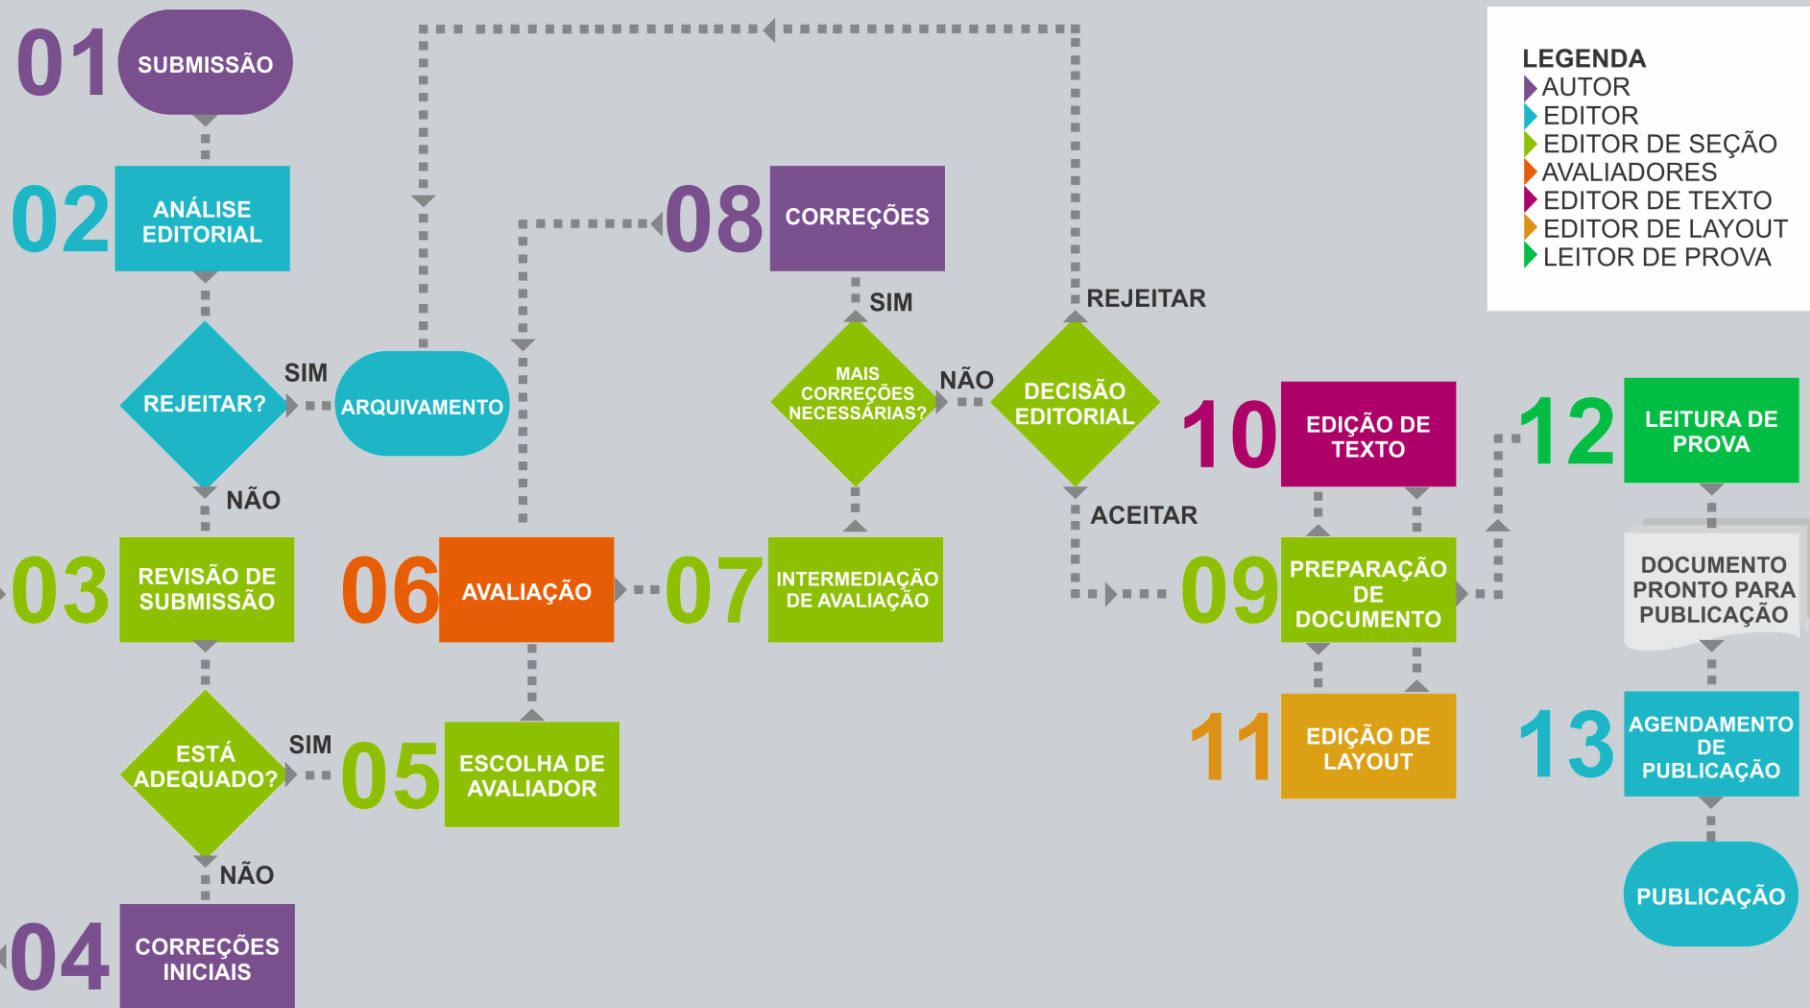 01
SUBMISSÃO
02
ANÁLISE
EDITORIAL
REJEITAR?
SIM
ARQUIVAMENTO
NÃO
03
REVISÃO DE
SUBMISSÃO
ESTÁ
ADEQUADO?
SIM
NÃO
04
CORREÇÕES
INICIAIS
05
ESCOLHA DE
AVALIADOR
06
AVALIAÇÃO
07
INTERMEDIAÇÃO
DE AVALIAÇÃO
MAIS
CORREÇÕES
NECESSÁRIAS?
SIM
08
CORREÇÕES
NÃO
DECISÃO
EDITORIAL
REJEITAR
ACEITAR
09
PREPARAÇÃO
DE
DOCUMENTO
10
EDIÇÃO DE
TEXTO
11
EDIÇÃO DE
LAYOUT
12
LEITURA DE
PROVA
DOCUMENTO
PRONTO PARA
PUBLICAÇÃO
13
AGENDAMENTO
DE
PUBLICAÇÃO
PUBLICAÇÃO
LEGENDA
AUTOR
EDITOR
EDITOR DE SEÇÃO
AVALIADORES
EDITOR DE TEXTO
EDITOR DE LAYOUT
LEITOR DE PROVA